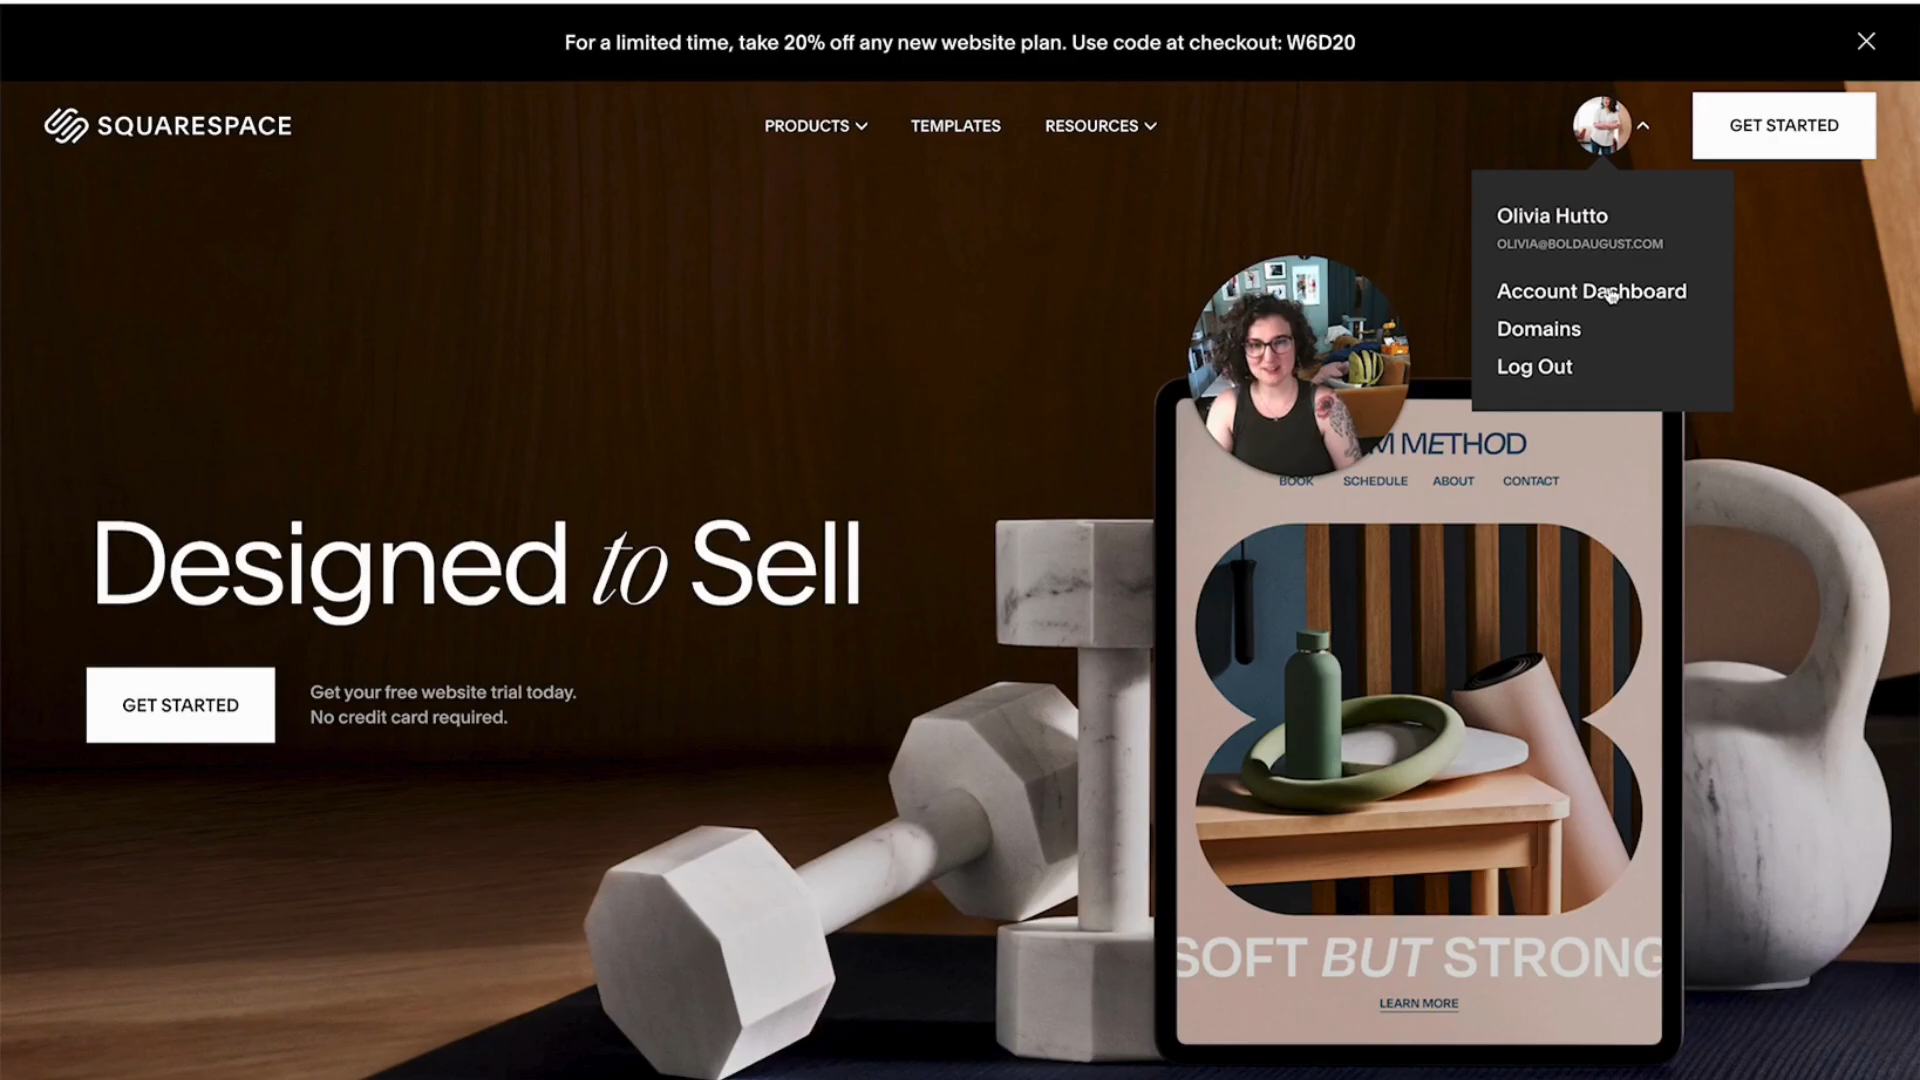 For a limited time, take 20% off any new website plan. Use code at checkout: W6D20
SQUARESPACE
PRODUCTS
TEMPLATES
RESOURCES
GET STARTED
Olivia Hutto
OLIVIA@BOLDAUGUST.COM
Account Dashboard
Domains
Log Out
METHOD
BOOK SCHEDULE ABOUT CONTACT
Designed to Sell
GET STARTED
Get your free website trial today.
No credit card required.
SOFT BUT STRONG
LEARN MORE